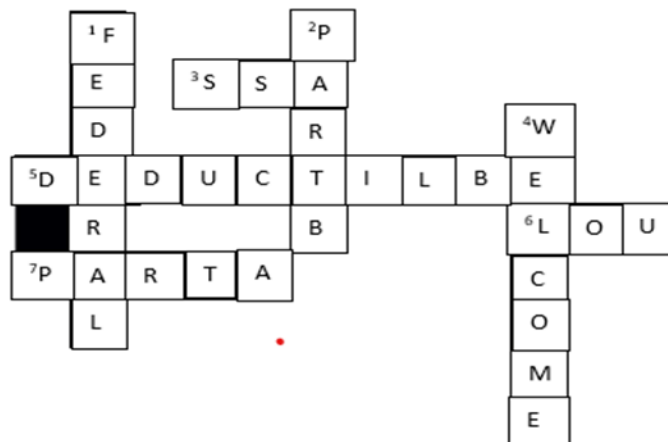 1 F 2 P
E 3 S S A
D R 4 W
5 D E D U C T I L B E
R B 6 L O U
7 P A R T A C
L O
M
E